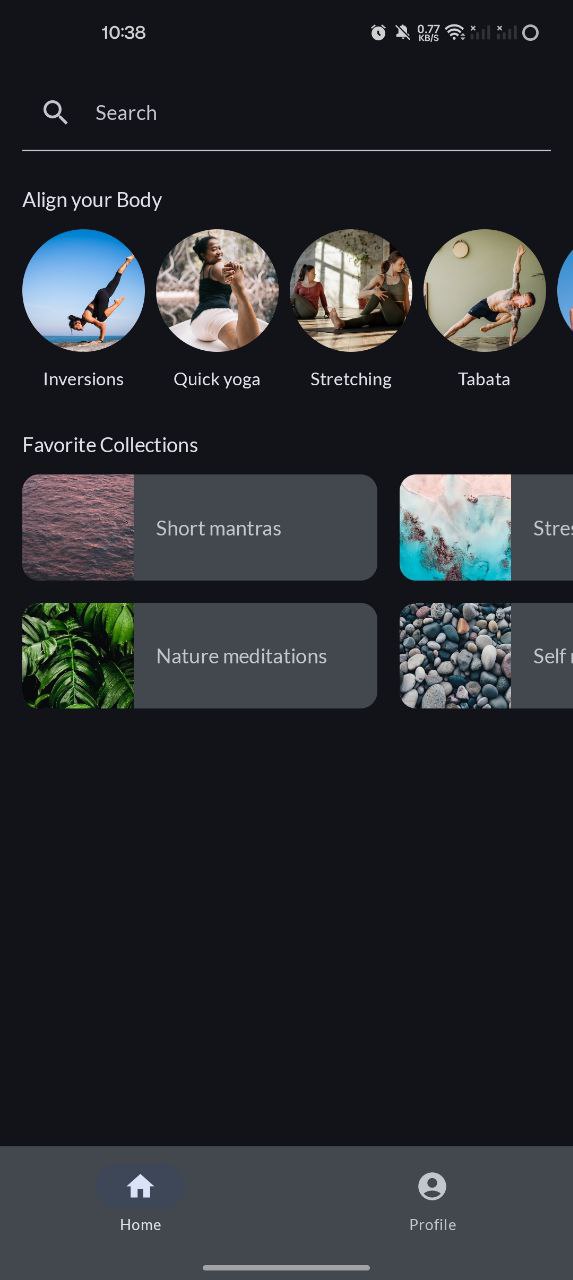 10:38
0.77
KB/S
Search
Align your Body
Inversions
Quick yoga
Stretching
Tabata
Favorite Collections
Short mantras
Stres
Nature meditations
Self
Home
Profile